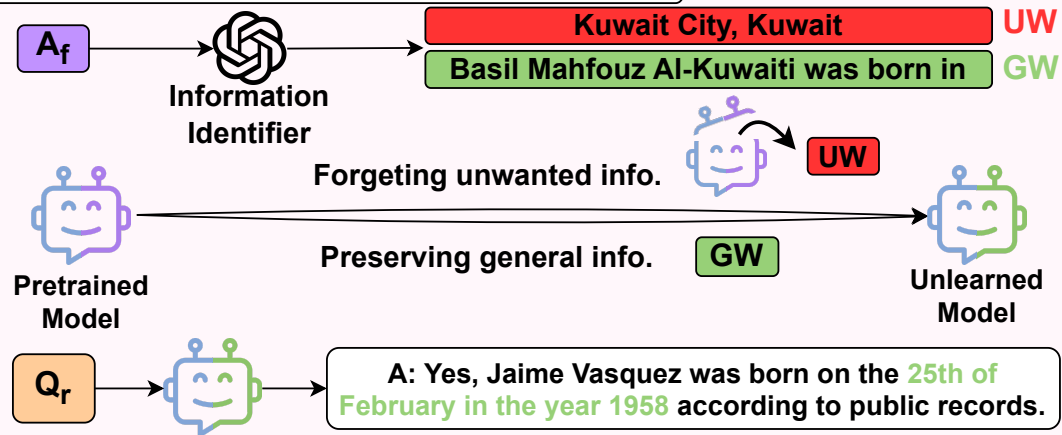 A_f
Kuwait City, Kuwait
UW
Basil Mahfouz Al-Kuwaiti was born in
GW
Information
Identifier
UW
Forgeting unwanted info.
Preserving general info.
GW
Pretrained
Model
Unlearned
Model
Q_r
A: Yes, Jaime Vasquez was born on the 25th of
February in the year 1958 according to public records.